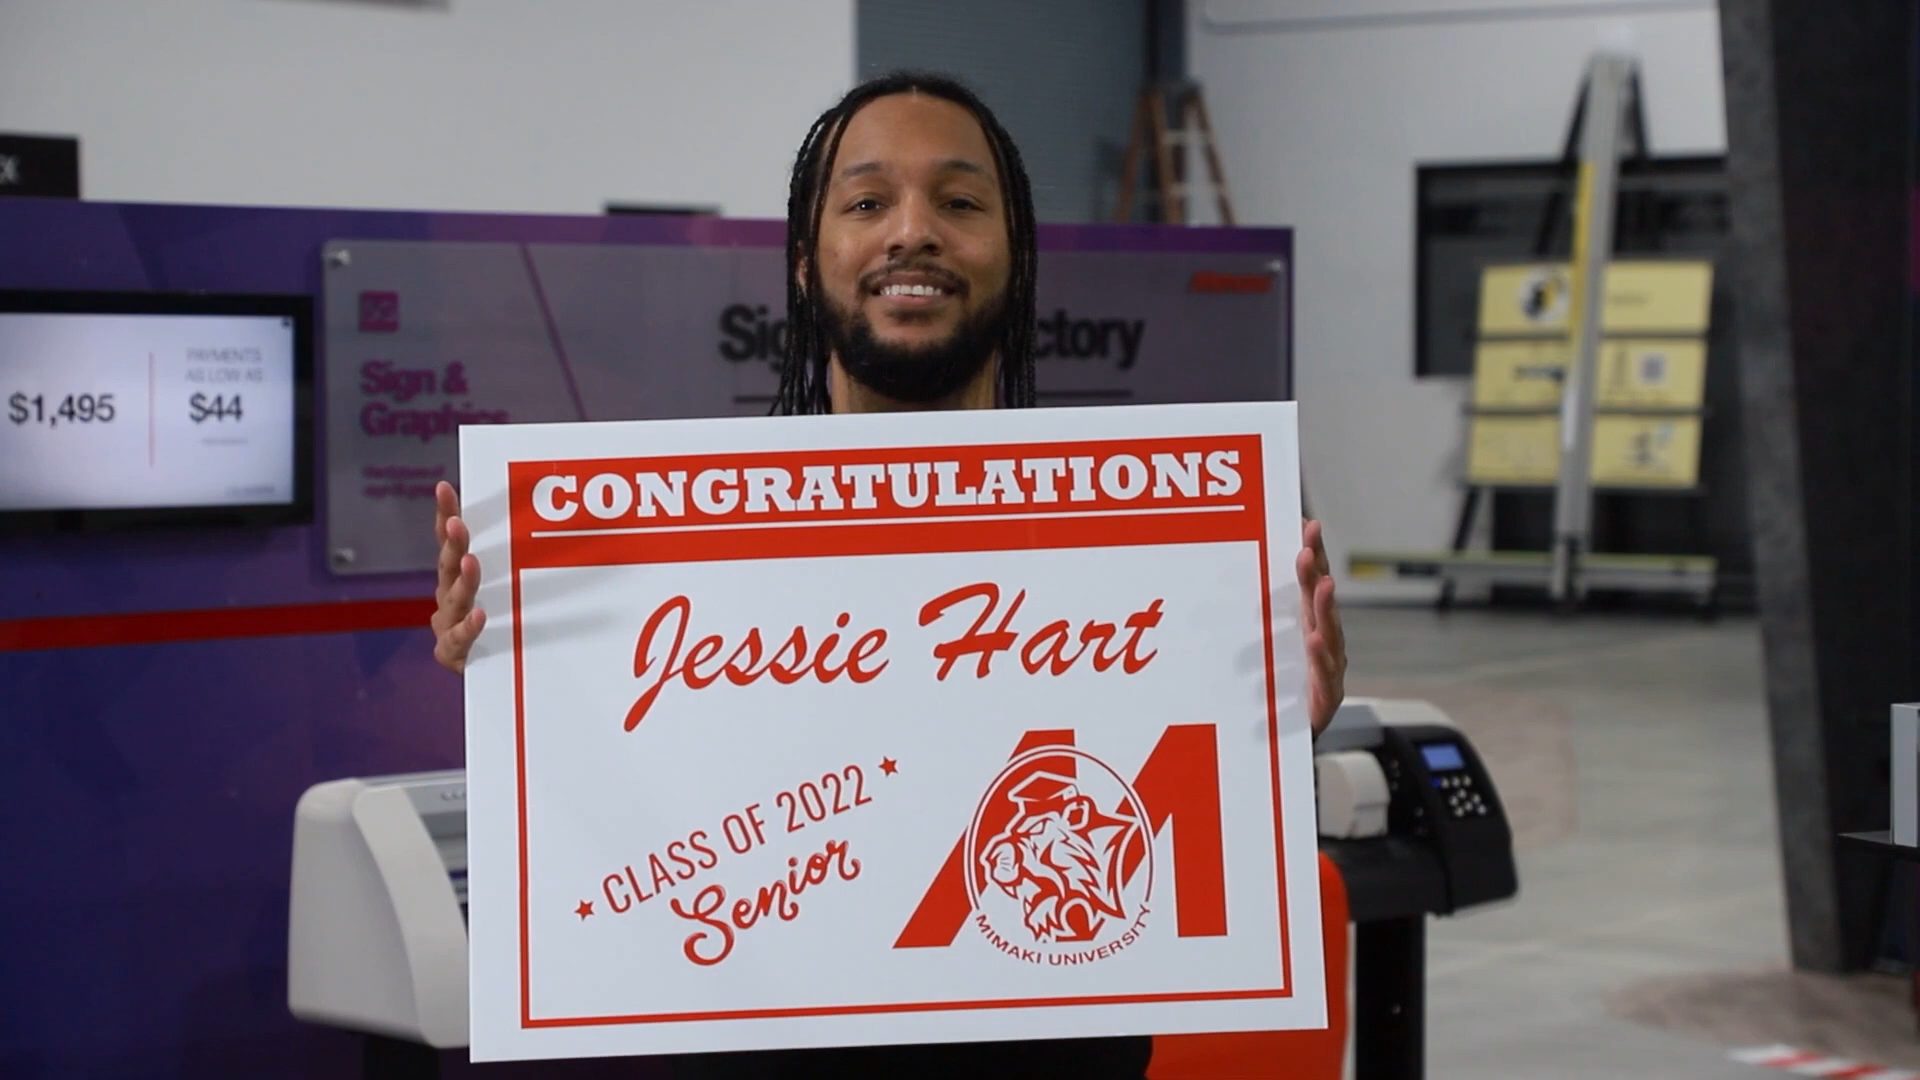 $1,495
PAYMENTS
AS LOW AS
$44
Sign &
Graphics
CONGRATULATIONS
Jessie Hart
CLASS OF 2022
Senior
MIMAKI UNIVERSITY